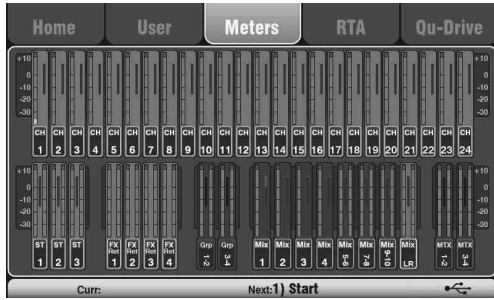 Home User Meters RTA Qu-Drive
+10 +10
0 0
-10 -10
-20 -20
-30 -30
CH CH CH CH CH CH CH CH CH CH CH CH CH CH CH CH CH CH CH CH CH CH CH CH
1 2 3 4 5 6 7 8 9 10 11 12 13 14 15 16 17 18 19 20 21 22 23 24
+10 +10
0 0
-10 -10
-20 -20
-30 -30
ST ST ST FX Ret FX Ret FX Ret FX Ret Grp Grp Mix Mix Mix Mix Mix Mix Mix Mix MTX MTX
1 2 3 1 2 3 4 1-2 3-4 1 2 3 4 5-6 7-8 9-10 LR 1-2 3-4
Curr: Next:1) Start